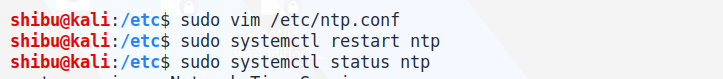 shibu@kali:/etc$ sudo vim /etc/ntp.conf
shibu@kali:/etc$ sudo systemctl restart ntp
shibu@kali:/etc$ sudo systemctl status ntp